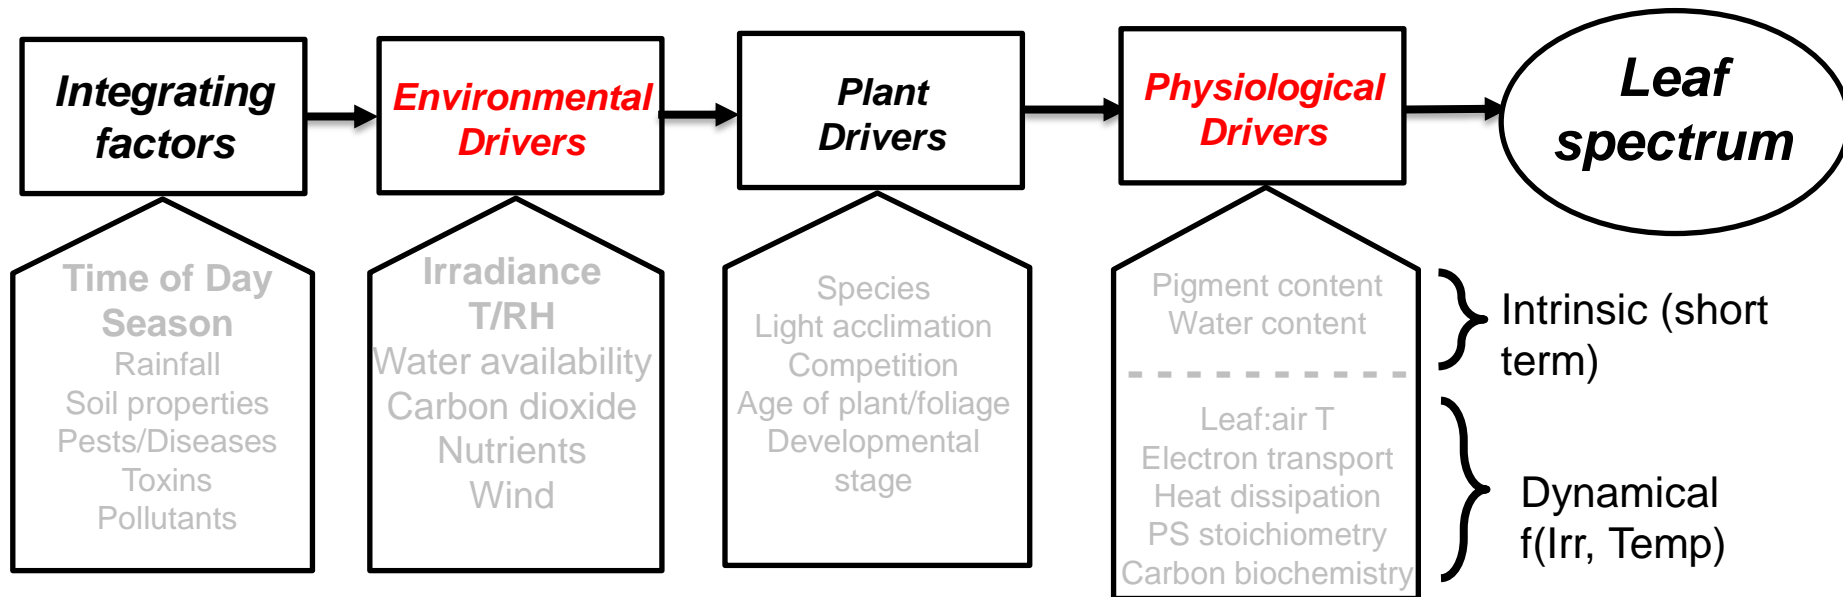 Integrating
factors
Environmental
Drivers
Plant
Drivers
Physiological
Drivers
Leaf
spectrum
Time of Day
Season
Rainfall
Soil properties
Pests/Diseases
Toxins
Pollutants
Irradiance
T/RH
Water availability
Carbon dioxide
Nutrients
Wind
Species
Light acclimation
Competition
Age of plant/foliage
Developmental
stage
Pigment content
Water content
Leaf:air T
Electron transport
Heat dissipation
PS stoichiometry
Carbon biochemistry
Intrinsic (short
term)
Dynamical
f(Irr, Temp)